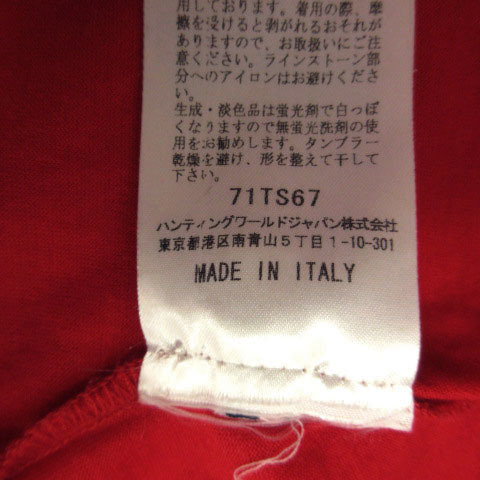 用しております。着用の際、摩
擦を受けると剥がれるおそれが
ありますので、お取扱いにご注
意ください。ラインストーン部
分へのアイロンはお避けくださ
い。
生成・淡色品は蛍光剤で白っぽ
くなりますので無蛍光洗剤の使
用をお勧めします。タンブラー
乾燥を避け、形を整えて干して
下さい。
71TS67
ハンティングワールドジャパン株式会社
東京都港区南青山5丁目1-10-301
MADE IN ITALY